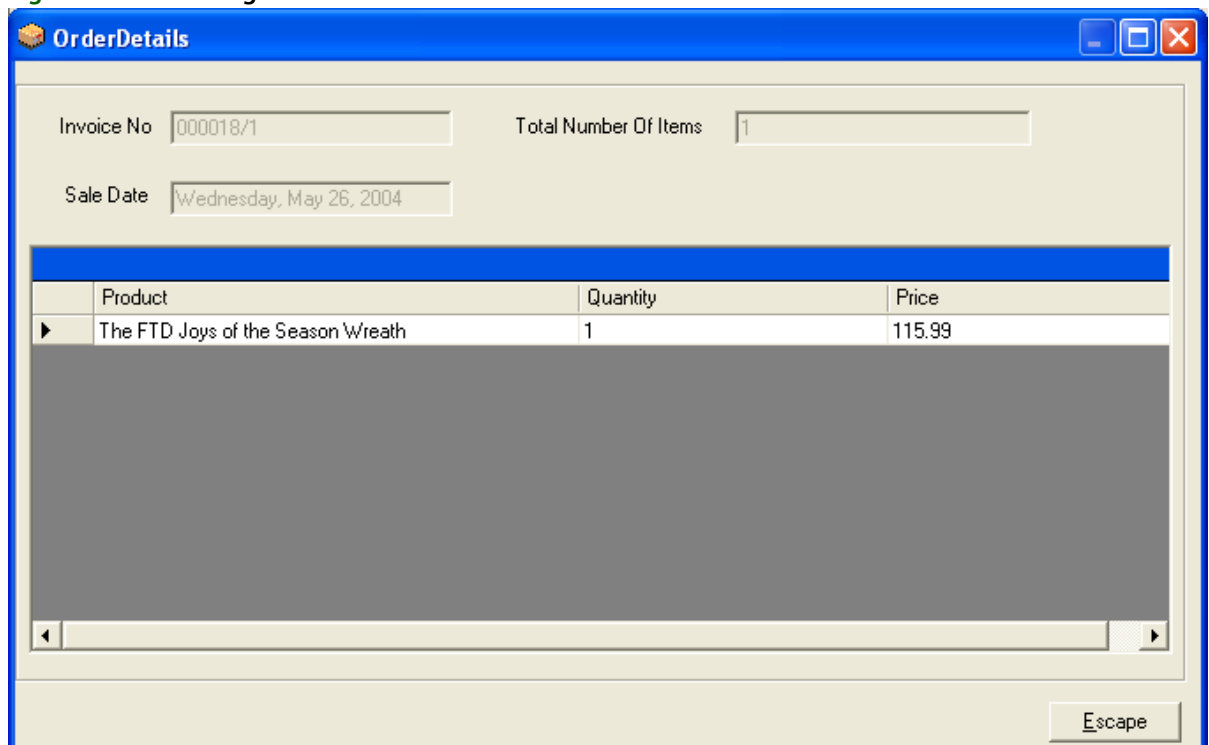 OrderDetails
Invoice No 000018/1 Total Number Of Items 1
Sale Date Wednesday, May 26, 2004
Product Quantity Price
The FTD Joys of the Season Wreath 1 115.99
Escape